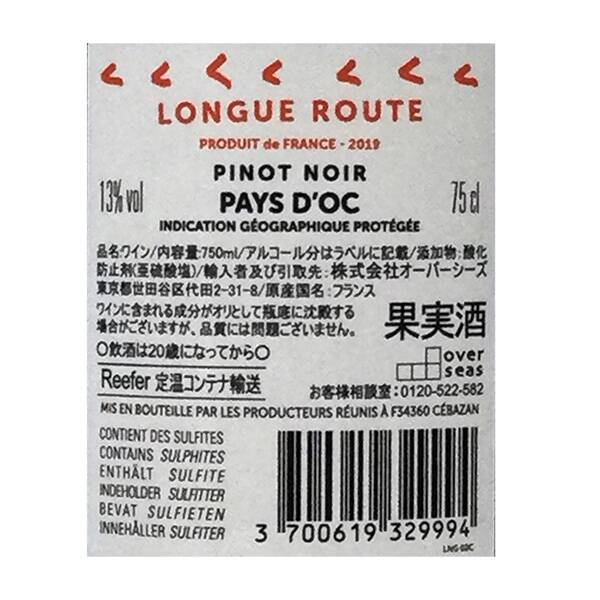 LONGUE ROUTE
PRODUIT de FRANCE - 2019
PINOT NOIR
13% vol PAYS D'OC 75 cl
INDICATION GÉOGRAPHIQUE PROTÉGÉE
品名:ワイン/内容量:750ml/アルコール分はラベルに記載/添加物:酸化
防止剤(亜硫酸塩)/輸入者及び引取先:株式会社オーバーシーズ
東京都世田谷区代田2-31-8/原産国名:フランス
ワインに含まれる成分がオリとして瓶底に沈殿する
場合がございますが、品質には問題ございません。
果実酒
〇飲酒は20歳になってから〇
over
seas
Reefer 定温コンテナ輸送
お客様相談室:0120-522-582
MIS EN BOUTEILLE PAR LES PRODUCTEURS RÉUNIS À F34360 CÉBAZAN
CONTIENT DES SULFITES
CONTAINS SULPHITES
ENTHÄLT SULFITE
INDEHOLDER SULFITTER
BEVAT SULFIETEN
INNEHÅLLER SULFITER
3 700619 329994
LNG-02C